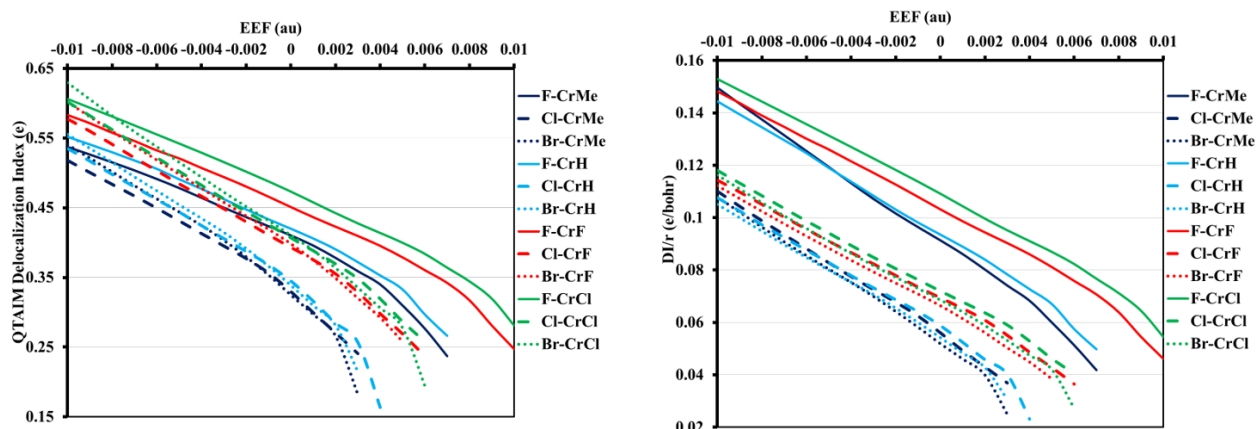 EEF (au)
-0.01 -0.008 -0.006 -0.004 -0.002 0 0.002 0.004 0.006 0.008 0.01
0.65
0.55
0.45
0.35
0.25
0.15
QTAIM Delocalization Index (e)
F-CrMe
Cl-CrMe
Br-CrMe
F-CrH
Cl-CrH
Br-CrH
F-CrF
Cl-CrF
Br-CrF
F-CrCl
Cl-CrCl
Br-CrCl
EEF (au)
-0.01 -0.008 -0.006 -0.004 -0.002 0 0.002 0.004 0.006 0.008 0.01
0.16
0.14
0.12
0.1
0.08
0.06
0.04
0.02
DI/r (e/bohr)
F-CrMe
Cl-CrMe
Br-CrMe
F-CrH
Cl-CrH
Br-CrH
F-CrF
Cl-CrF
Br-CrF
F-CrCl
Cl-CrCl
Br-CrCl